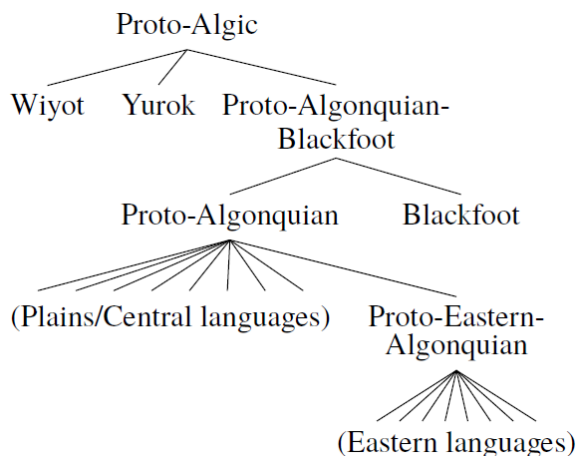 Proto-Algic
Wiyot Yurok Proto-Algonquian-
Blackfoot
Proto-Algonquian Blackfoot
(Plains/Central languages) Proto-Eastern-
Algonquian
(Eastern languages)